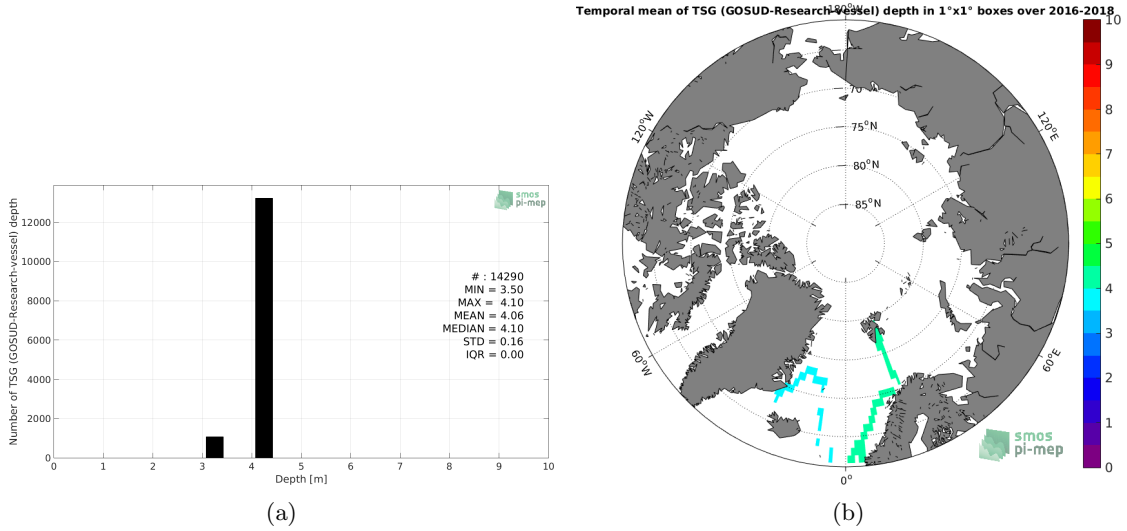 Temporal mean of TSG (GOSUD-Research-vessel) depth in 1°x1° boxes over 2016-2018
180°W
120°W
120°E
60°W
60°E
0°
70
75°N
80°N
85°N
10
9
8
7
6
5
4
3
2
1
0
smos
pi-mep
Number of TSG (GOSUD-Research-vessel) depth
12000
10000
8000
6000
4000
2000
0
smos
pi-mep
# : 14290
MIN = 3.50
MAX = 4.10
MEAN = 4.06
MEDIAN = 4.10
STD = 0.16
IQR = 0.00
0 1 2 3 4 5 6 7 8 9 10
Depth [m]
(a)
(b)